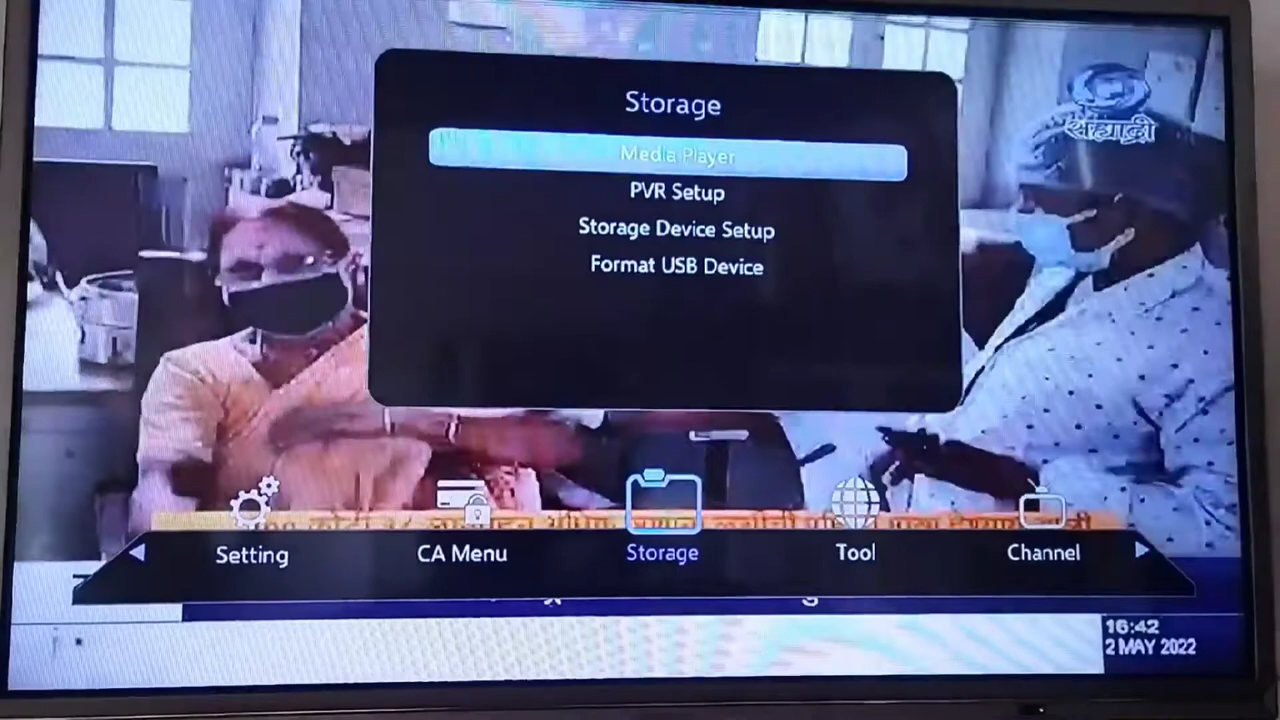 Storage
Media Player
PVR Setup
Storage Device Setup
Format USB Device
सह्याद्री
Setting
CA Menu
Storage
Tool
Channel
16:42
2 MAY 2022